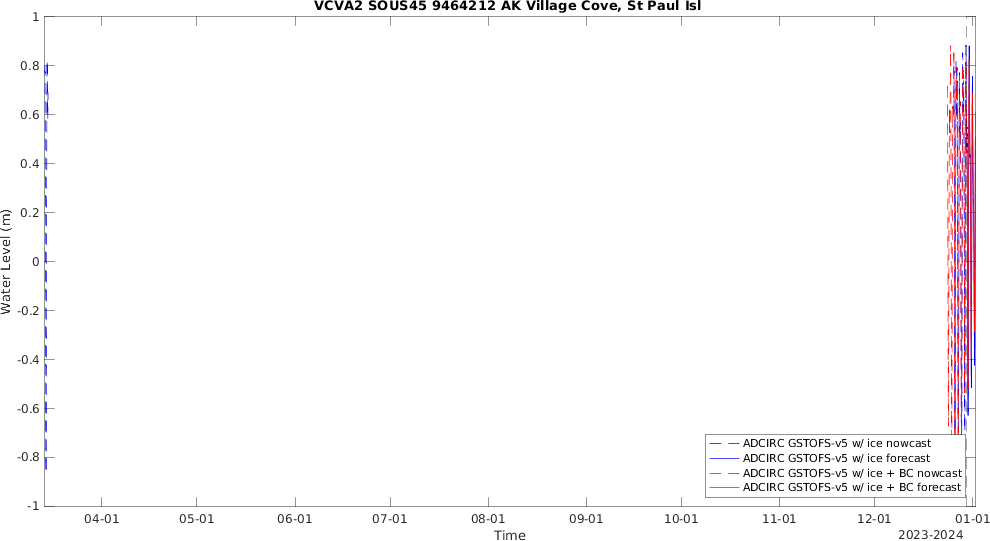 VCVA2 SOUS45 9464212 AK Village Cove, St Paul Isl
Water Level (m)
1
0.8
0.6
0.4
0.2
0
-0.2
-0.4
-0.6
-0.8
-1
ADCIRC GSTOFS-v5 w/ ice nowcast
ADCIRC GSTOFS-v5 w/ ice forecast
ADCIRC GSTOFS-v5 w/ ice + BC nowcast
ADCIRC GSTOFS-v5 w/ ice + BC forecast
04-01 05-01 06-01 07-01 08-01 09-01 10-01 11-01 12-01 01-01
Time
2023-2024